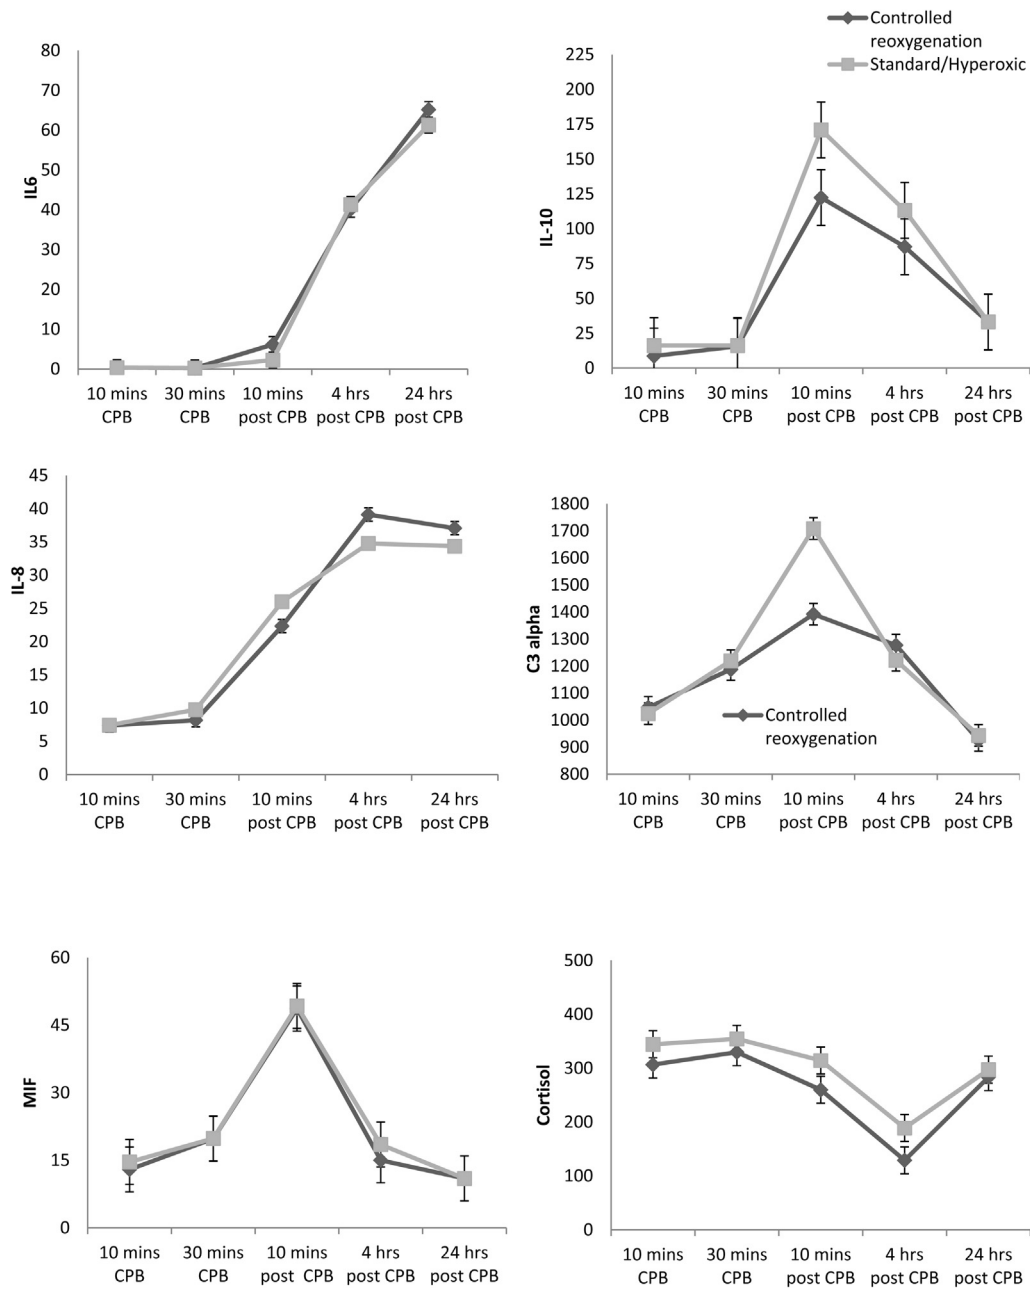 Controlled
reoxygenation
Standard/Hyperoxic
80
70
60
50
40
30
20
10
0
IL6
10 mins 30 mins 10 mins 4 hrs 24 hrs
CPB CPB post CPB post CPB post CPB
225
200
175
150
125
100
75
50
25
0
IL-10
10 mins 30 mins 10 mins 4 hrs 24 hrs
CPB CPB post CPB post CPB post CPB
45
40
35
30
25
20
15
10
5
0
IL-8
10 mins 30 mins 10 mins 4 hrs 24 hrs
CPB CPB post CPB post CPB post CPB
1800
1700
1600
1500
1400
1300
1200
1100
1000
900
800
C3 alpha
Controlled
reoxygenation
10 mins 30 mins 10 mins 4 hrs 24 hrs
CPB CPB post CPB post CPB post CPB
60
45
30
15
0
MIF
10 mins 30 mins 10 mins 4 hrs 24 hrs
CPB CPB post CPB post CPB post CPB
500
400
300
200
100
0
Cortisol
10 mins 30 mins 10 mins 4 hrs 24 hrs
CPB CPB post CPB post CPB post CPB